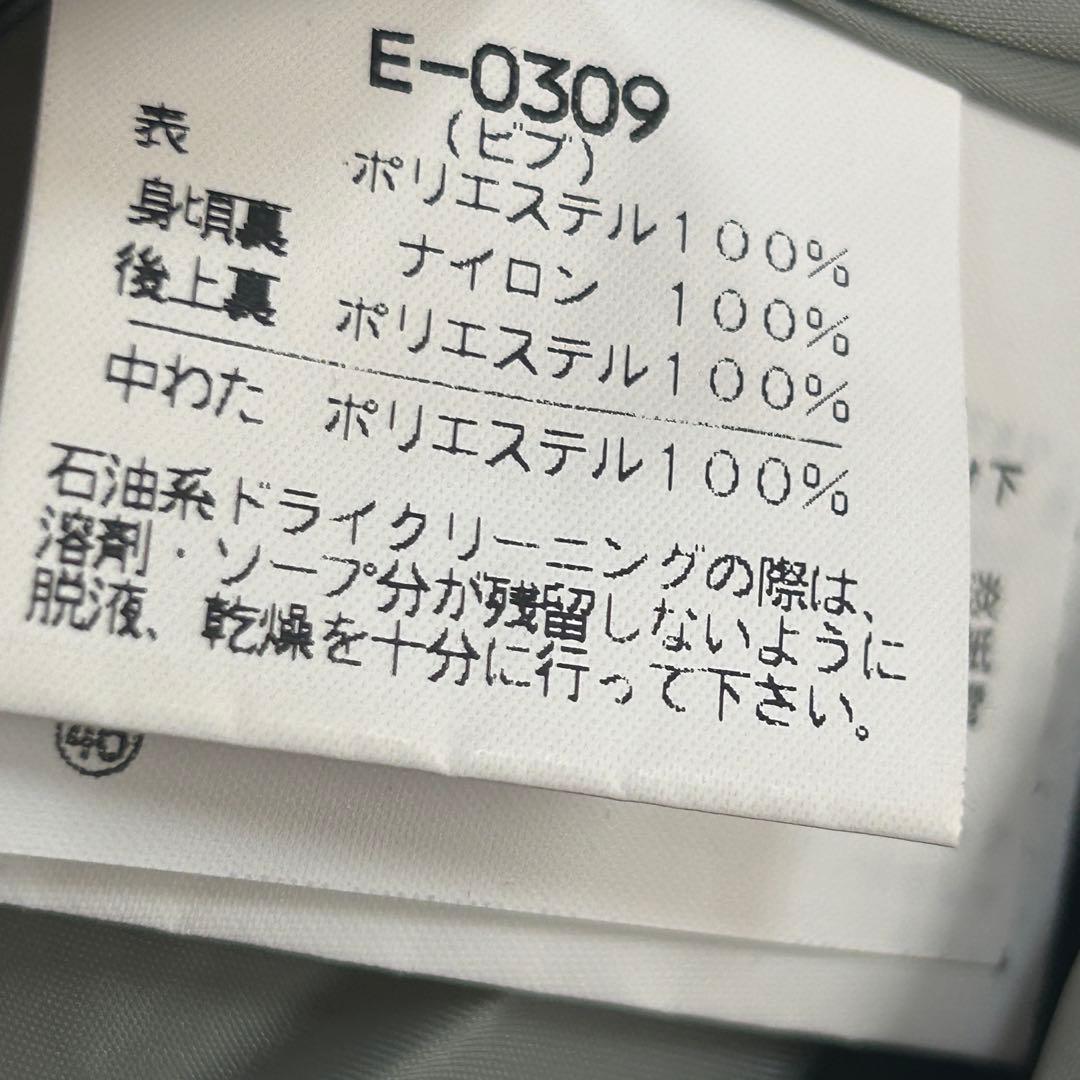 E-0309
(ビブ)
表 ポリエステル100%
身頃裏 ナイロン 100%
後上裏 ポリエステル100%
中わた ポリエステル100%
石油系ドライクリーニングの際は、
溶剤・ソープ分が残留しないように
脱液、乾燥を十分に行って下さい。
40
下